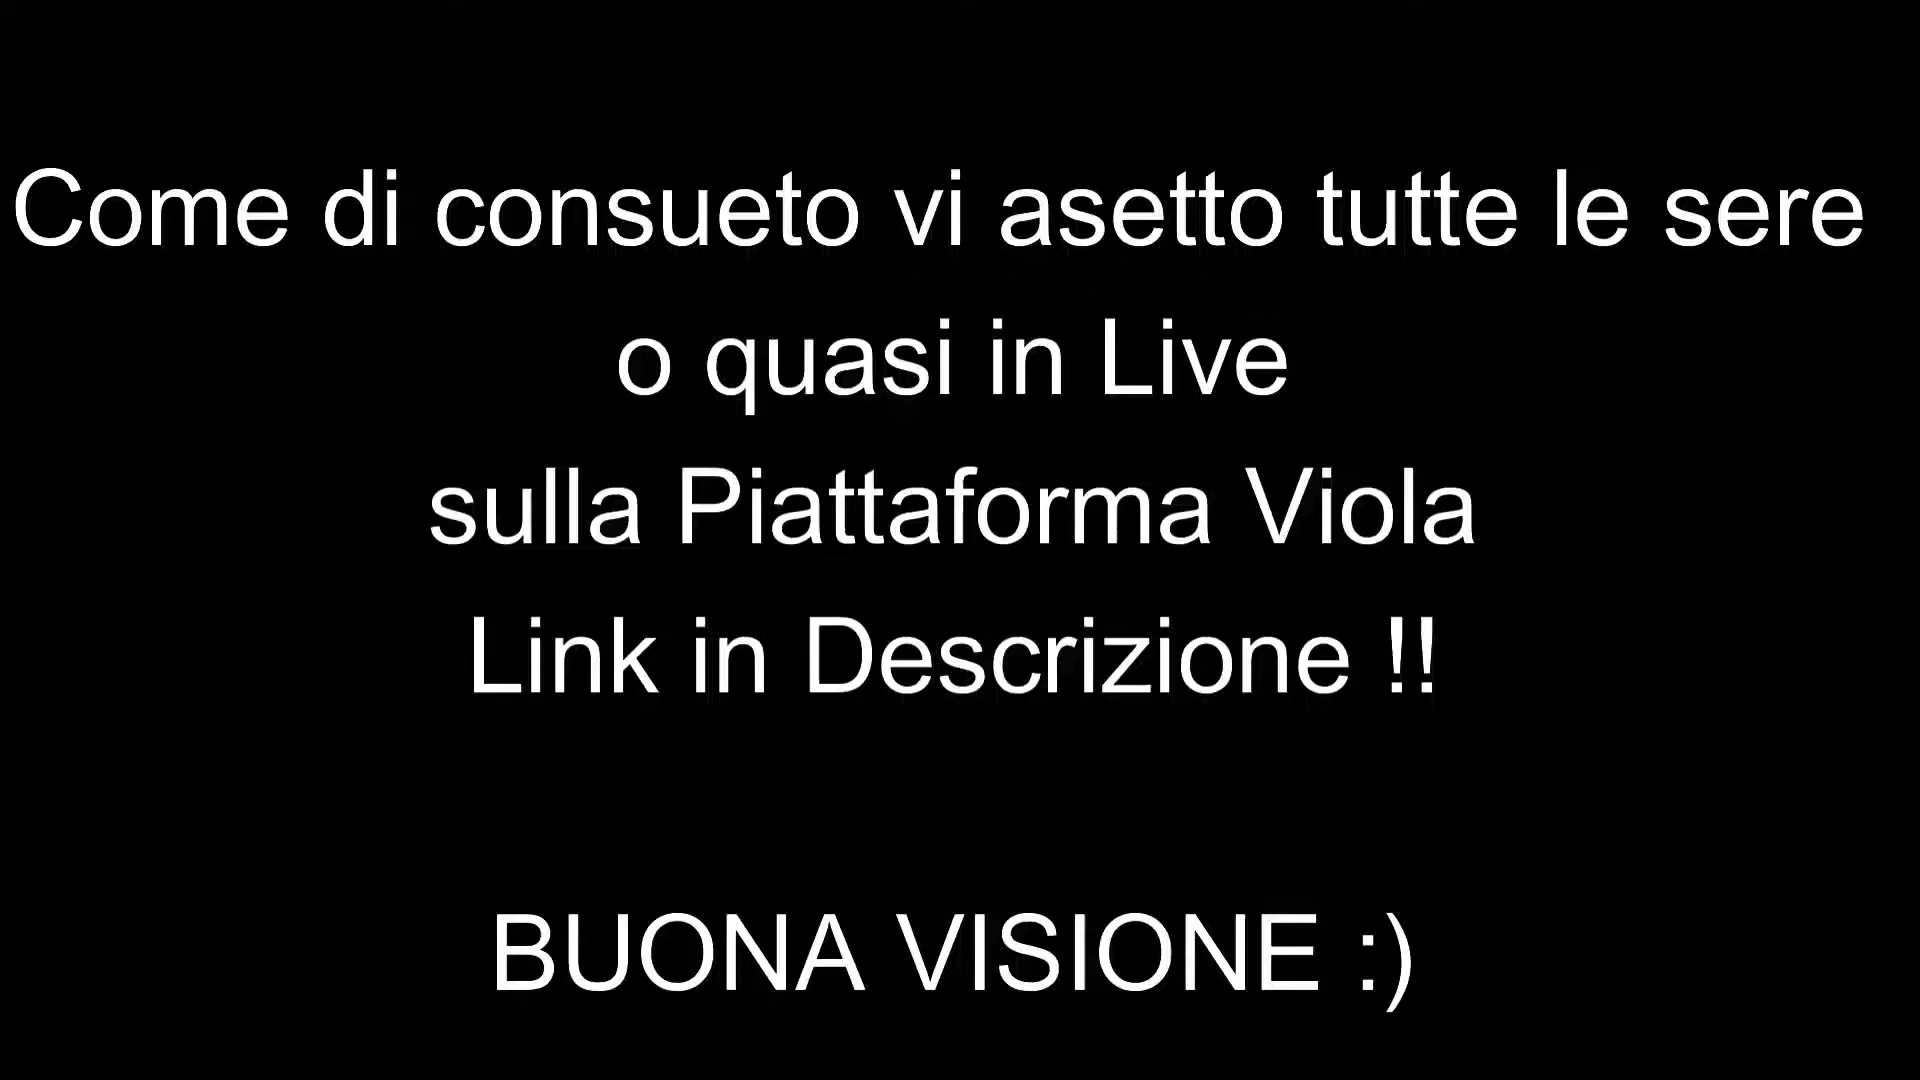 Come di consueto vi asetto tutte le sere
o quasi in Live
sulla Piattaforma Viola
Link in Descrizione !!
BUONA VISIONE :)